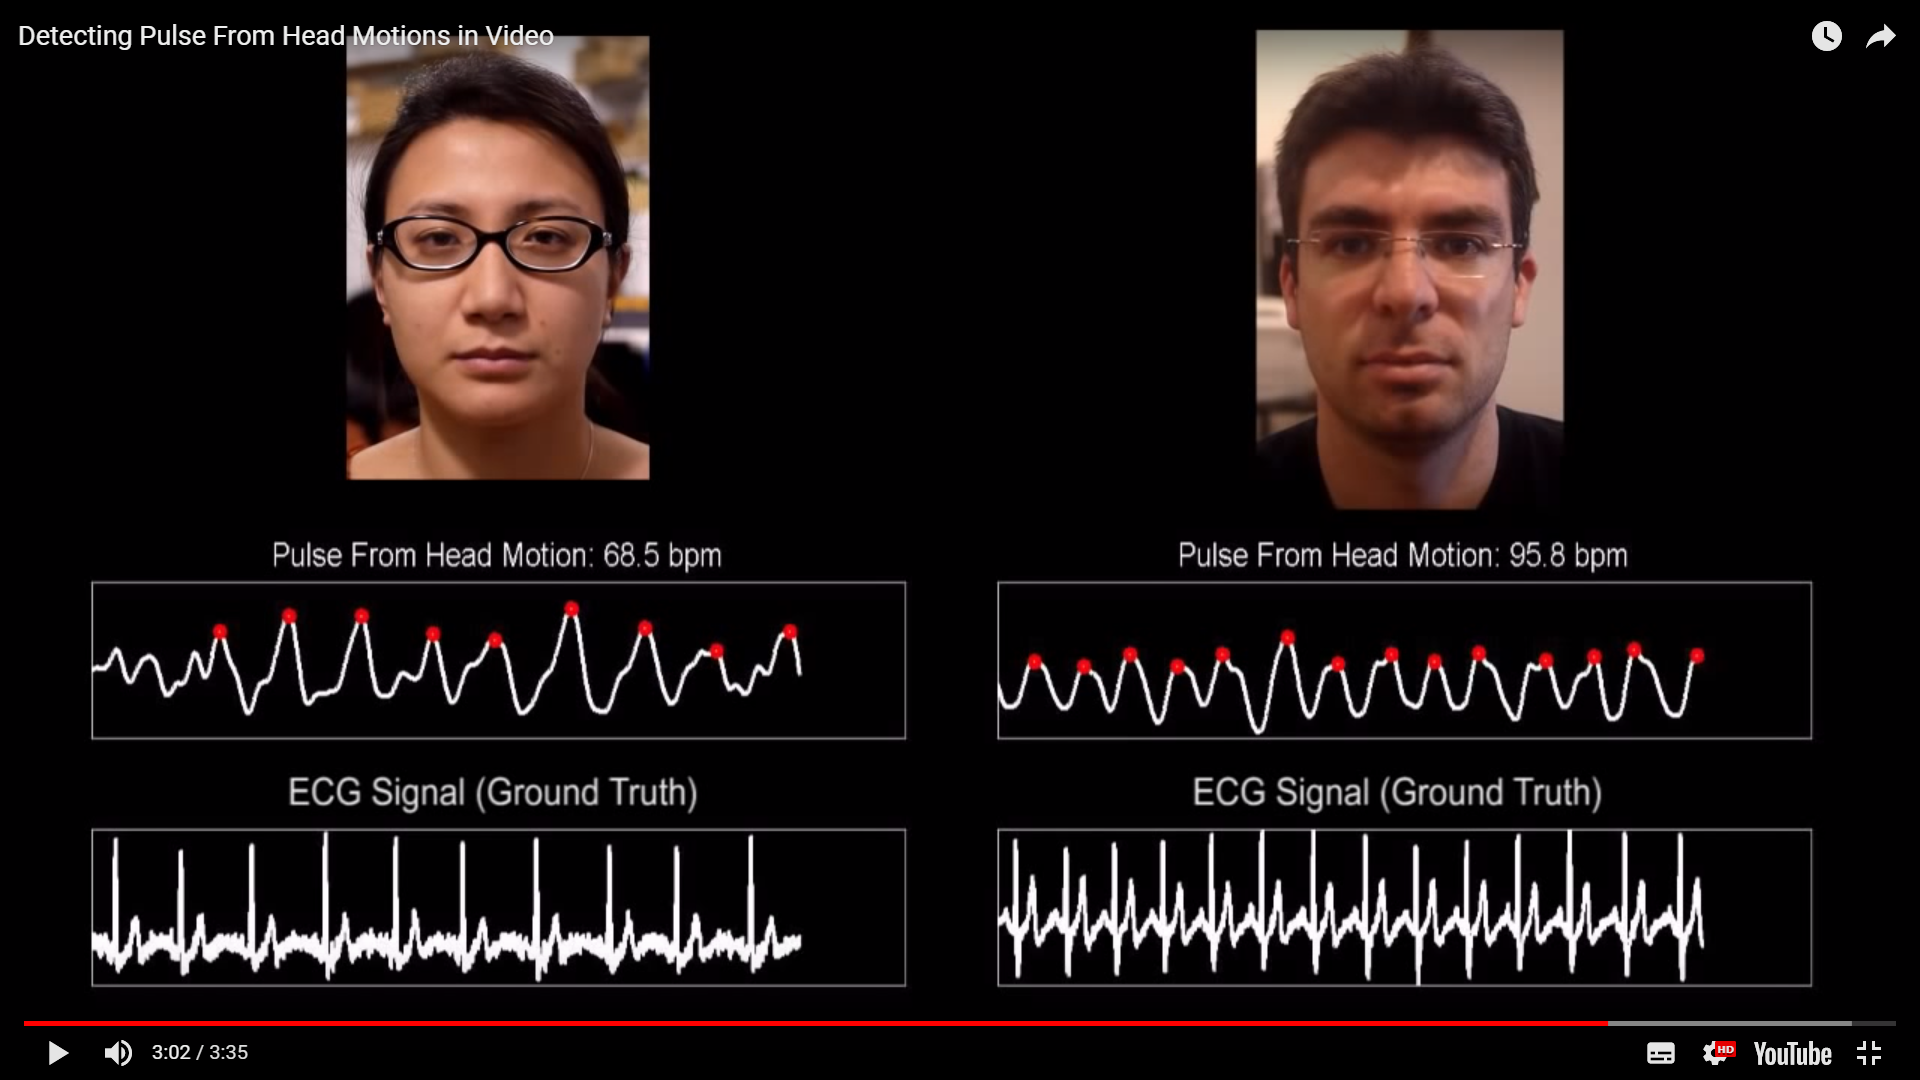 Detecting Pulse From Head Motions in Video
Pulse From Head Motion: 68.5 bpm
Pulse From Head Motion: 95.8 bpm
ECG Signal (Ground Truth)
ECG Signal (Ground Truth)
3:02 / 3:35
HD
YouTube